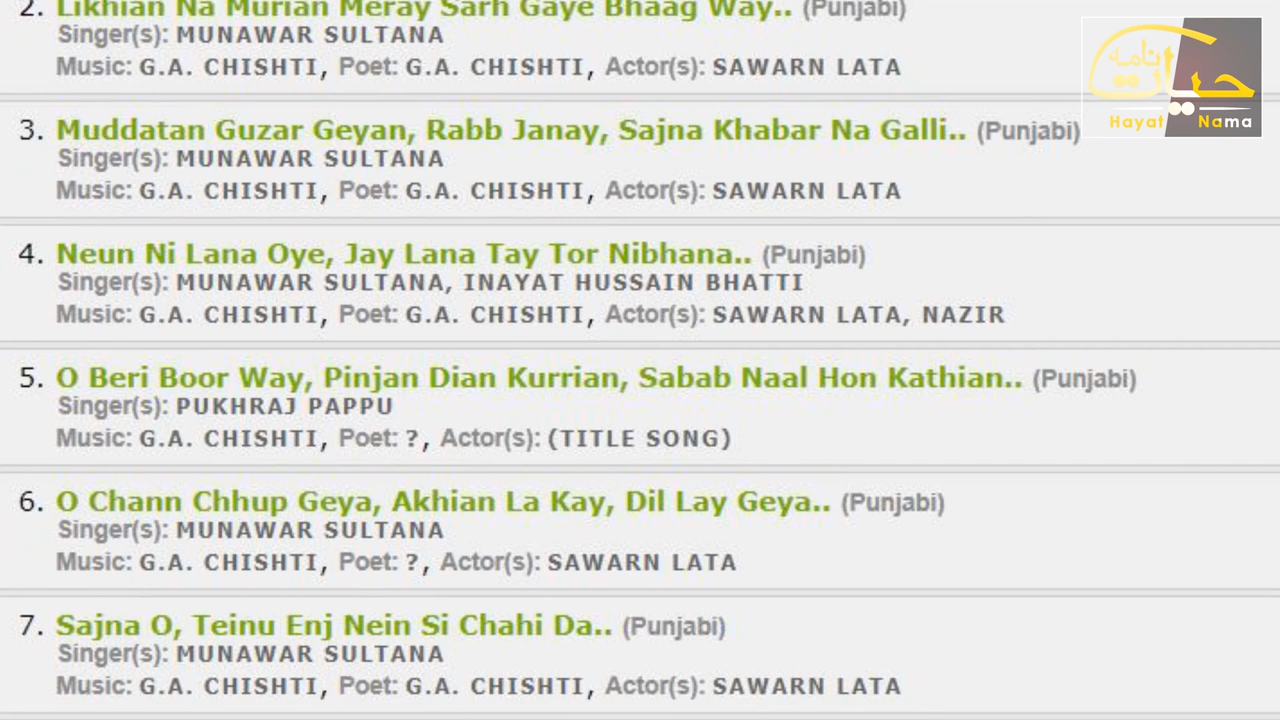 2. Likhian Na Murian Meray Sarh Gaye Bhaag Way.. (Punjabi)
Singer(s): MUNAWAR SULTANA
Music: G.A. CHISHTI, Poet: G.A. CHISHTI, Actor(s): SAWARN LATA
حیات نامہ
Hayat Nama
3. Muddatan Guzar Geyan, Rabb Janay, Sajna Khabar Na Galli.. (Punjabi)
Singer(s): MUNAWAR SULTANA
Music: G.A. CHISHTI, Poet: G.A. CHISHTI, Actor(s): SAWARN LATA
4. Neun Ni Lana Oye, Jay Lana Tay Tor Nibhana.. (Punjabi)
Singer(s): MUNAWAR SULTANA, INAYAT HUSSAIN BHATTI
Music: G.A. CHISHTI, Poet: G.A. CHISHTI, Actor(s): SAWARN LATA, NAZIR
5. O Beri Boor Way, Pinjan Dian Kurrian, Sabab Naal Hon Kathian.. (Punjabi)
Singer(s): PUKHRAJ PAPPU
Music: G.A. CHISHTI, Poet: ?, Actor(s): (TITLE SONG)
6. O Chann Chhup Geya, Akhian La Kay, Dil Lay Geya.. (Punjabi)
Singer(s): MUNAWAR SULTANA
Music: G.A. CHISHTI, Poet: ?, Actor(s): SAWARN LATA
7. Sajna O, Teinu Enj Nein Si Chahi Da.. (Punjabi)
Singer(s): MUNAWAR SULTANA
Music: G.A. CHISHTI, Poet: G.A. CHISHTI, Actor(s): SAWARN LATA